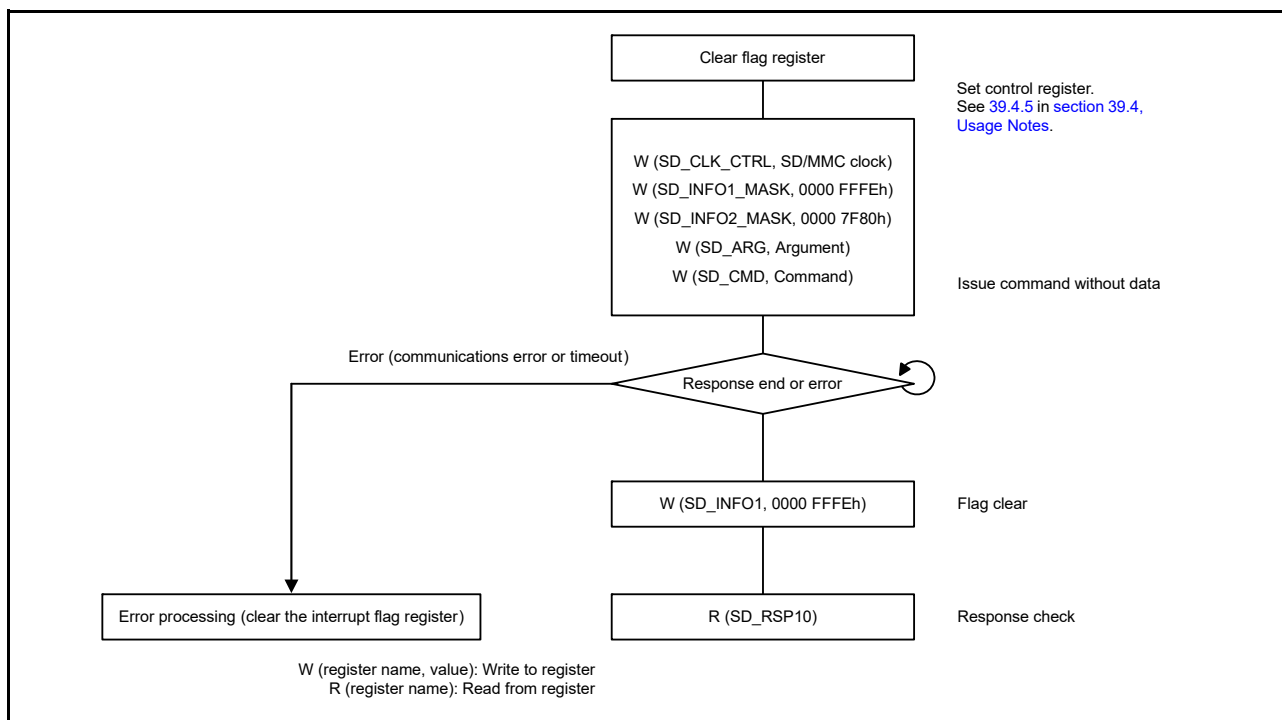 Clear flag register
Set control register.
See 39.4.5 in section 39.4,
Usage Notes.
W (SD_CLK_CTRL, SD/MMC clock)
W (SD_INFO1_MASK, 0000 FFFEh)
W (SD_INFO2_MASK, 0000 7F80h)
W (SD_ARG, Argument)
W (SD_CMD, Command)
Issue command without data
Error (communications error or timeout)
Response end or error
W (SD_INFO1, 0000 FFFEh)
Flag clear
Error processing (clear the interrupt flag register)
R (SD_RSP10)
Response check
W (register name, value): Write to register
R (register name): Read from register